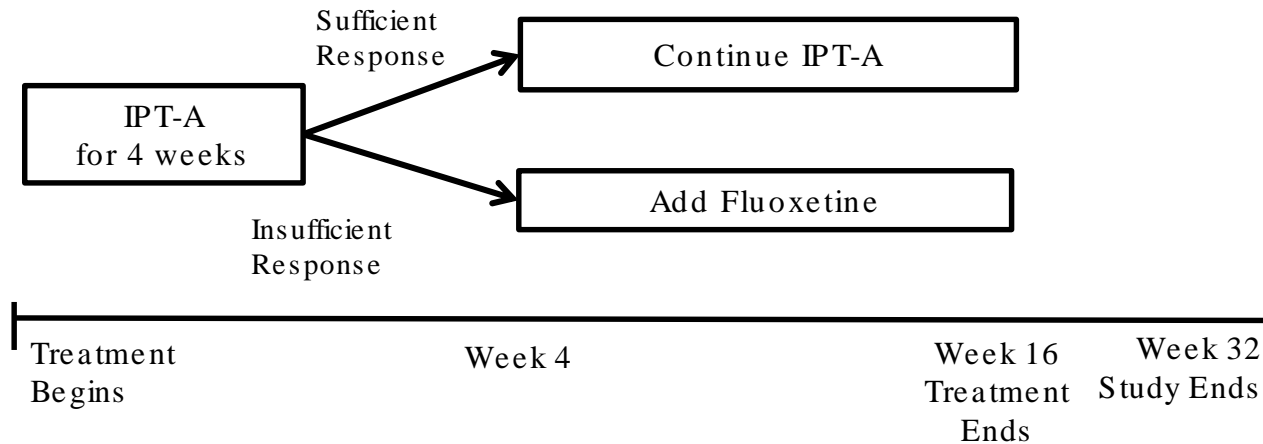 Sufficient
Response
Continue IPT-A
IPT-A
for 4 weeks
Add Fluoxetine
Insufficient
Response
Treatment
Begins
Week 4
Week 16
Treatment
Ends
Week 32
Study Ends